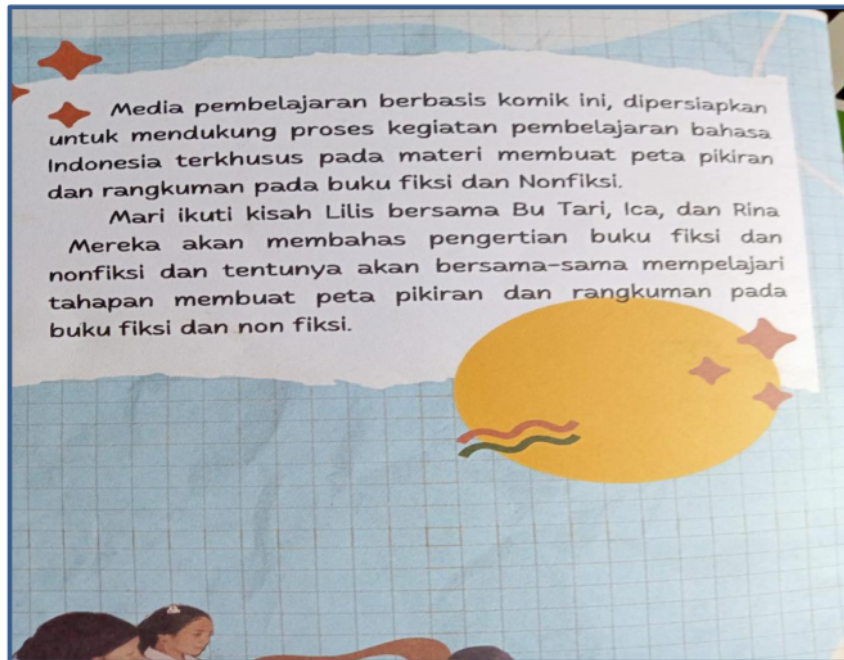 Media pembelajaran berbasis komik ini, dipersiapkan
untuk mendukung proses kegiatan pembelajaran bahasa
Indonesia terkhusus pada materi membuat peta pikiran
dan rangkuman pada buku fiksi dan Nonfiksi.
Mari ikuti kisah Lilis bersama Bu Tari, Ica, dan Rina
Mereka akan membahas pengertian buku fiksi dan
nonfiksi dan tentunya akan bersama-sama mempelajari
tahapan membuat peta pikiran dan rangkuman pada
buku fiksi dan non fiksi.